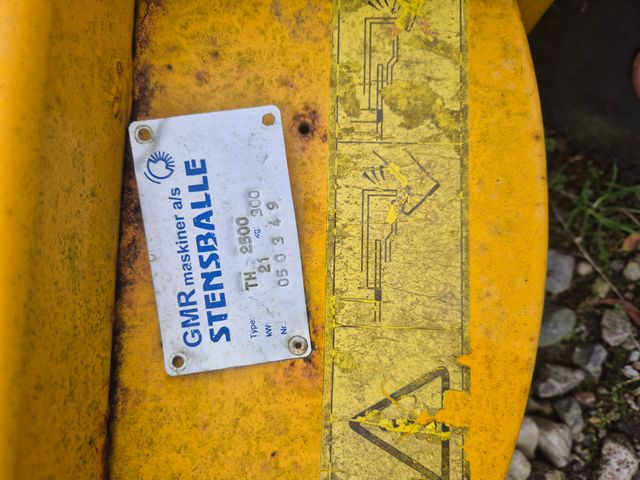 GMR maskiner a/s
STENSBALLE
Type: TH 2500
kW: 21 kg: 300
Nr.: 050349